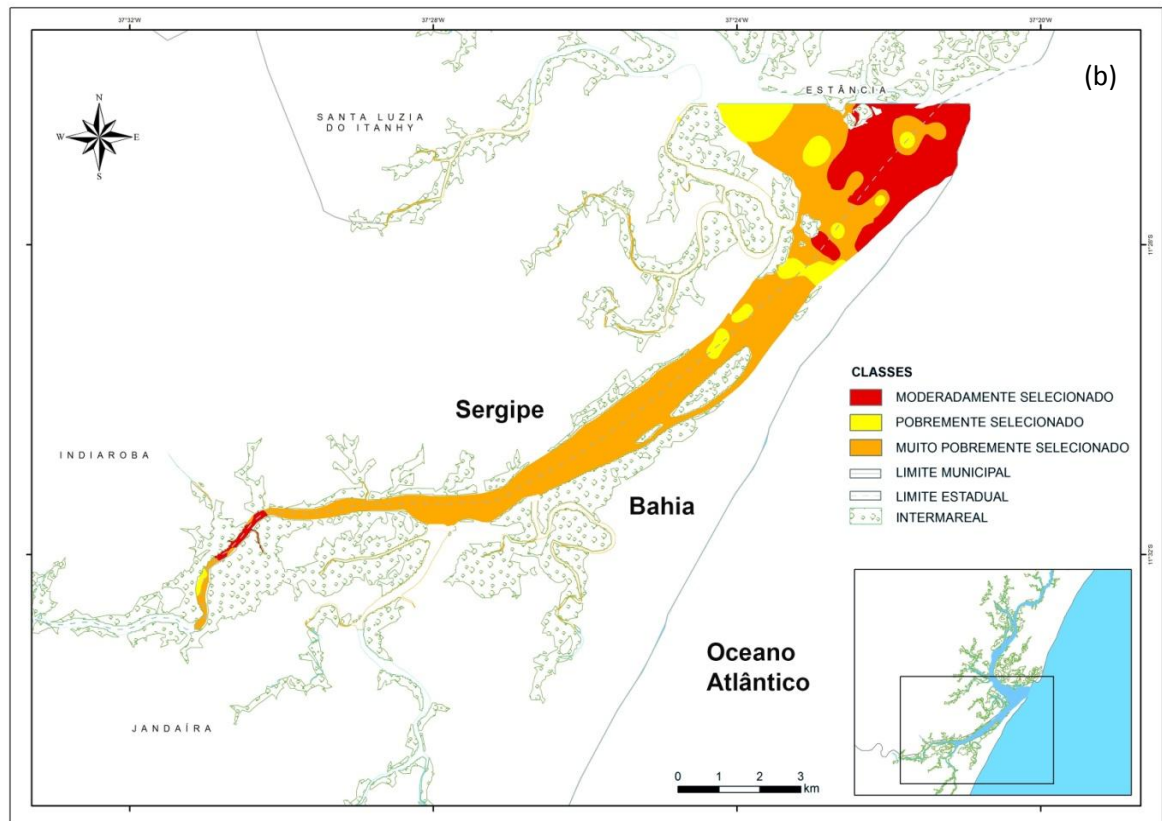 37°32'W
37°28'W
37°24'W
37°20'W
(b)
ESTÂNCIA
SANTA LUZIA
DO ITANHY
N
W
E
S
11°28'S
CLASSES
MODERADAMENTE SELECIONADO
POBREMENTE SELECIONADO
MUITO POBREMENTE SELECIONADO
LIMITE MUNICIPAL
LIMITE ESTADUAL
INTERMAREAL
Sergipe
INDIAROBA
Bahia
11°32'S
Oceano
Atlântico
JANDAÍRA
0 1 2 3
km